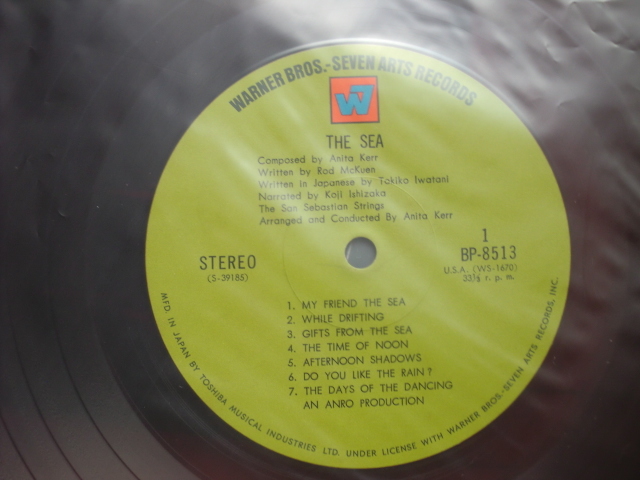 WARNER BROS.-SEVEN ARTS RECORDS
W7
THE SEA
Composed by Anita Kerr
Written by Rod McKuen
Written in Japanese by Tokiko Iwatani
Narrated by Koji Ishizaka
The San Sebastian Strings
Arranged and Conducted By Anita Kerr
STEREO
(S-39185)
1
BP-8513
U.S.A. (WS-1670)
33⅓ r. p. m.
1. MY FRIEND THE SEA
2. WHILE DRIFTING
3. GIFTS FROM THE SEA
4. THE TIME OF NOON
5. AFTERNOON SHADOWS
6. DO YOU LIKE THE RAIN?
7. THE DAYS OF THE DANCING
AN ANRO PRODUCTION
MFD. IN JAPAN BY TOSHIBA MUSICAL INDUSTRIES LTD. UNDER LICENSE WITH WARNER BROS.-SEVEN ARTS RECORDS, INC.